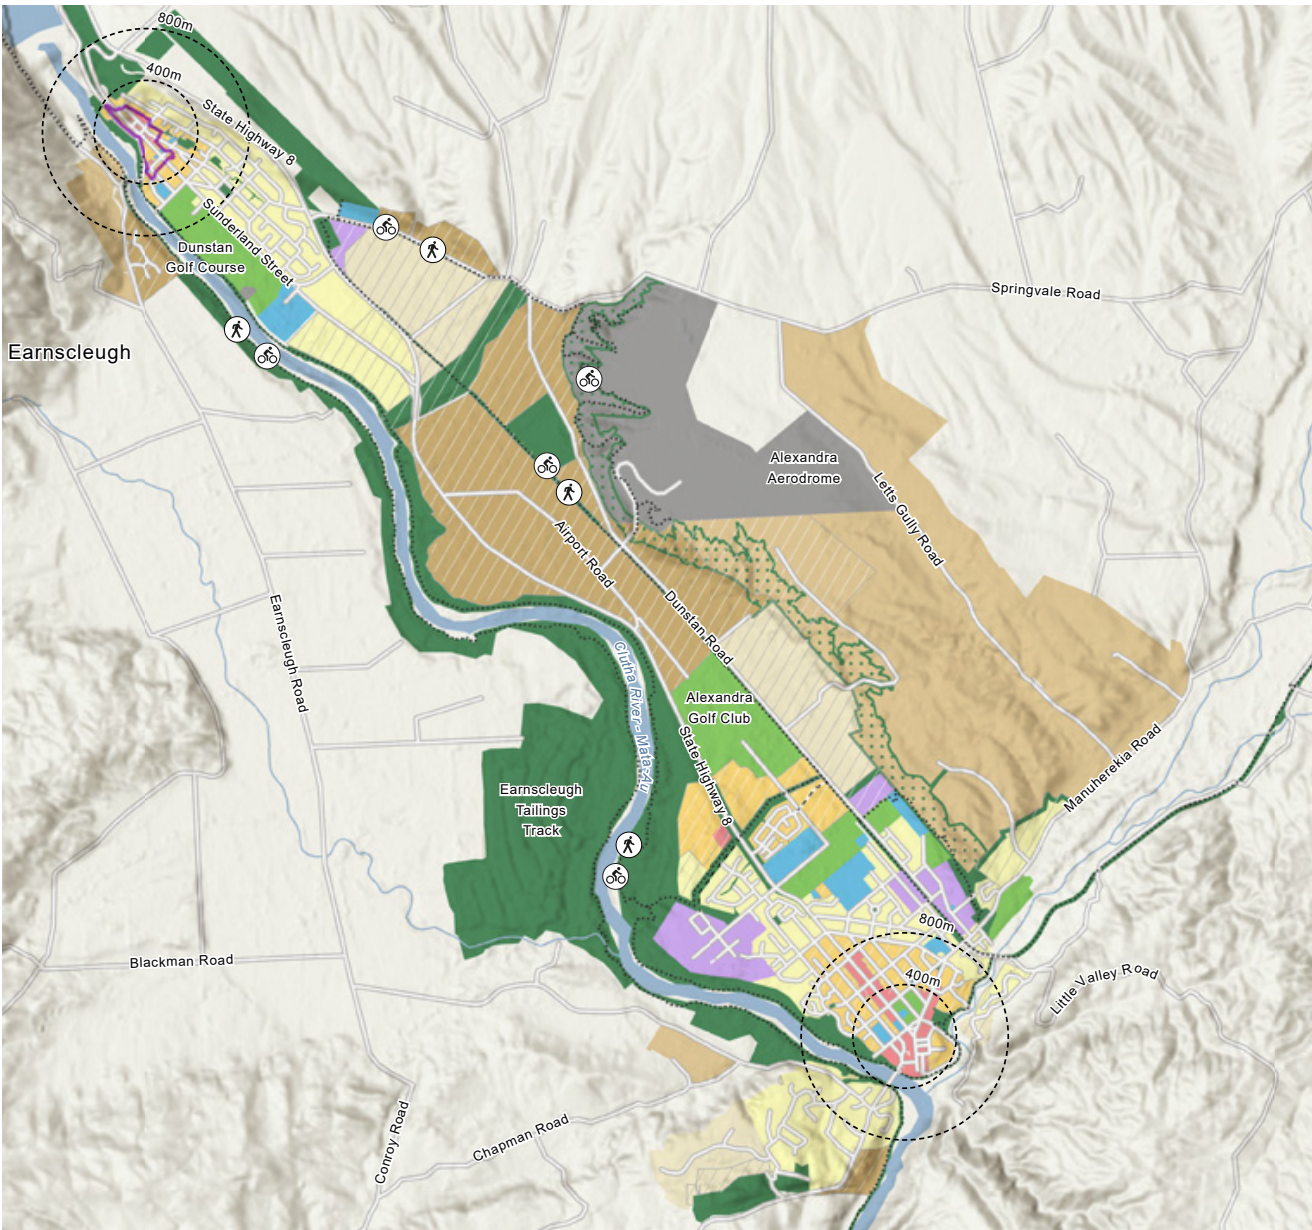 800m
400m
State Highway 8
Sunderland Street
Dunstan
Golf Course
Springvale Road
Earnscleugh
Alexandra
Aerodrome
Letts Gully Road
Airport Road
Dunstan Road
Earnscleugh Road
Clutha River - Mata-Au
Alexandra
Golf Club
State Highway 8
Manuherekia Road
Earnscleugh
Tailings
Track
800m
Blackman Road
400m
Little Valley Road
Conroy Road
Chapman Road